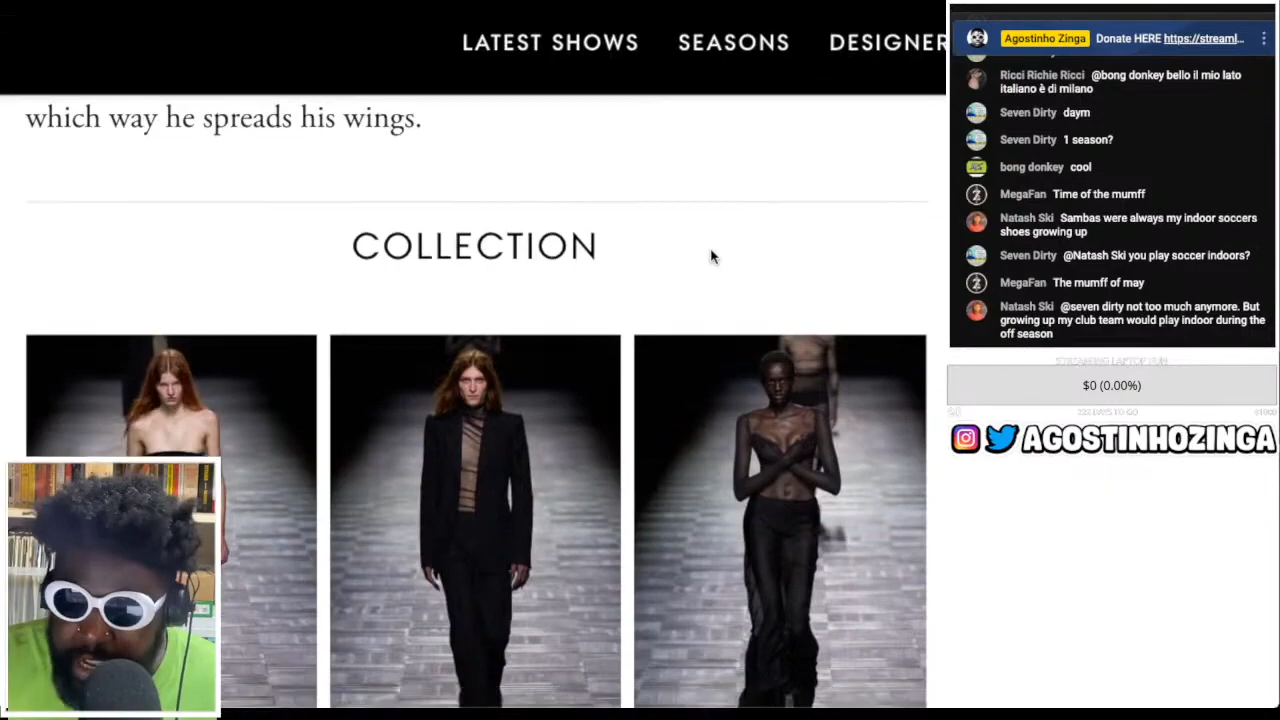 LATEST SHOWS SEASONS DESIGNER
which way he spreads his wings.
COLLECTION
Agostinho Zinga Donate HERE https://streaml...
Ricci Richie Ricci @bong donkey bello il mio lato
italiano è di milano
Seven Dirty daym
Seven Dirty 1 season?
bong donkey cool
MegaFan Time of the mumff
Natash Ski Sambas were always my indoor soccers
shoes growing up
Seven Dirty @Natash Ski you play soccer indoors?
MegaFan The mumff of may
Natash Ski @seven dirty not too much anymore. But
growing up my club team would play indoor during the
off season
$0 (0.00%)
AGOSTINHOZINGA